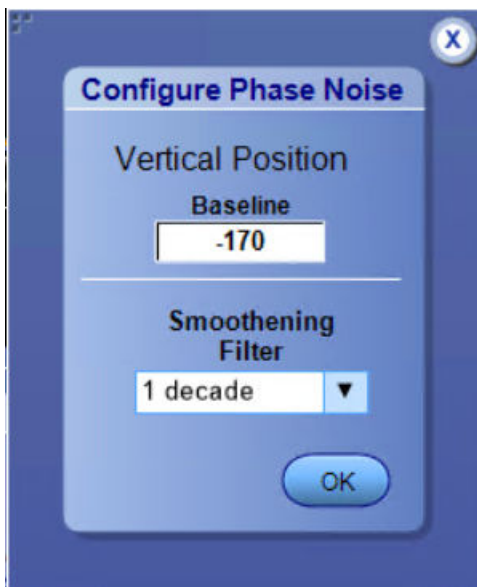 X
Configure Phase Noise
Vertical Position
Baseline
-170
Smoothening
Filter
1 decade
OK